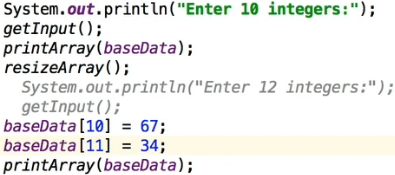 System.out.println("Enter 10 integers:");
getInput();
printArray(baseData);
resizeArray();
System.out.println("Enter 12 integers:");
getInput();
baseData[10] = 67;
baseData[11] = 34;
printArray(baseData);